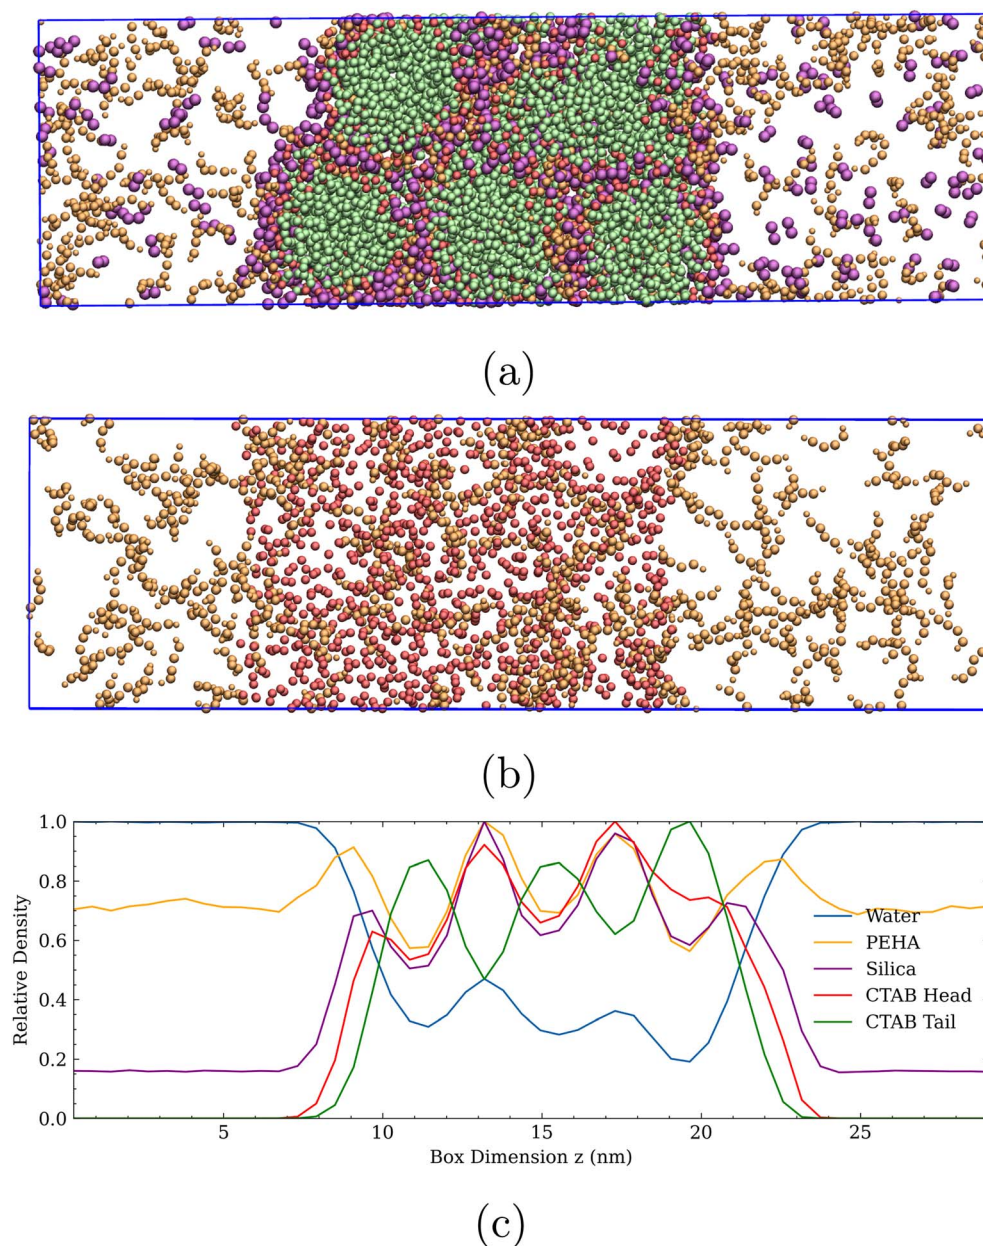 (a)
(b)
1.0
0.8
0.6
0.4
0.2
0.0
Relative Density
Water
PEHA
Silica
CTAB Head
CTAB Tail
5 10 15 20 25
Box Dimension z (nm)
(c)